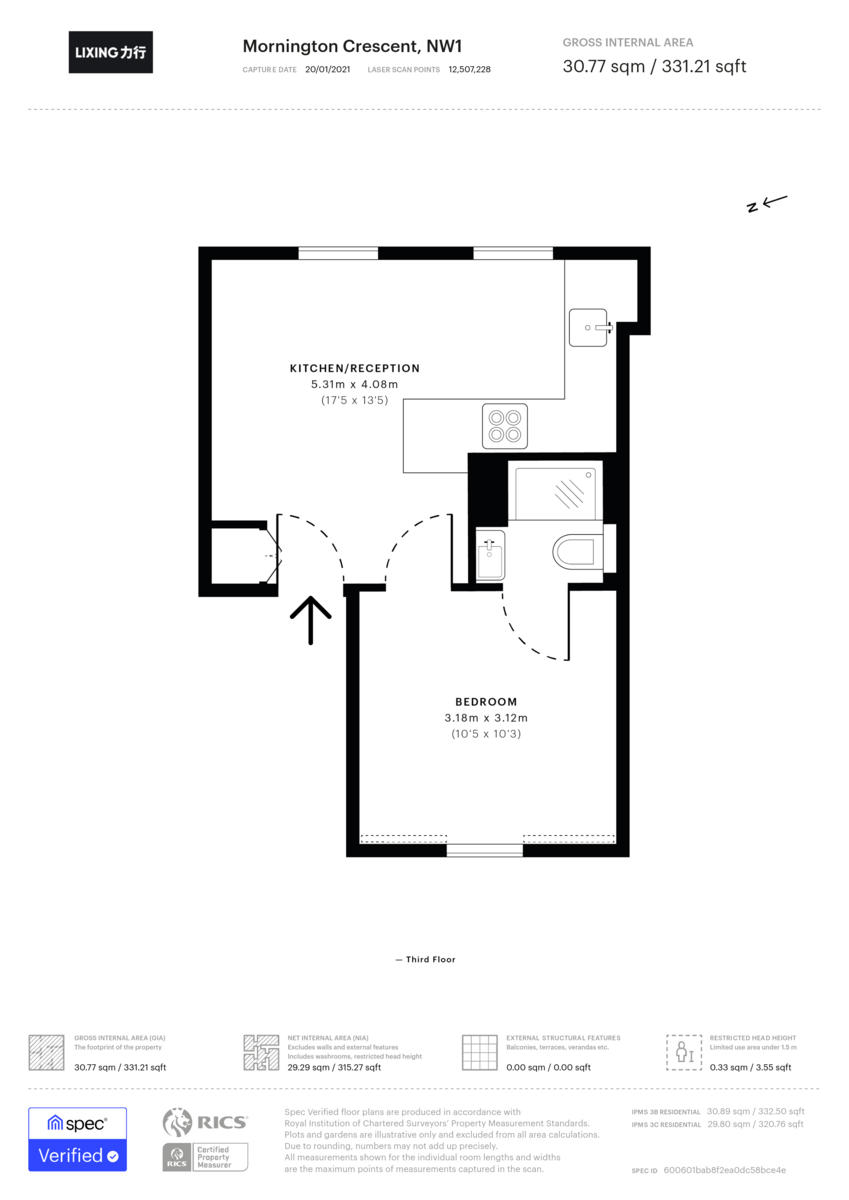 LIXING 力行
Mornington Crescent, NW1
CAPTURE DATE 20/01/2021 LASER SCAN POINTS 12,507,228
GROSS INTERNAL AREA
30.77 sqm / 331.21 sqft
N
KITCHEN/RECEPTION
5.31m x 4.08m
(17'5 x 13'5)
BEDROOM
3.18m x 3.12m
(10'5 x 10'3)
— Third Floor
GROSS INTERNAL AREA (GIA)
The footprint of the property
30.77 sqm / 331.21 sqft
NET INTERNAL AREA (NIA)
Excludes walls and external features
Includes washrooms, restricted head height
29.29 sqm / 315.27 sqft
EXTERNAL STRUCTURAL FEATURES
Balconies, terraces, verandas etc.
0.00 sqm / 0.00 sqft
RESTRICTED HEAD HEIGHT
Limited use area under 1.5 m
0.33 sqm / 3.55 sqft
spec®
Verified
RICS®
RICS
Certified
Property
Measurer
Spec Verified floor plans are produced in accordance with
Royal Institution of Chartered Surveyors' Property Measurement Standards.
Plots and gardens are illustrative only and excluded from all area calculations.
Due to rounding, numbers may not add up precisely.
All measurements shown for the individual room lengths and widths
are the maximum points of measurements captured in the scan.
IPMS 3B RESIDENTIAL 30.89 sqm / 332.50 sqft
IPMS 3C RESIDENTIAL 29.80 sqm / 320.76 sqft
SPEC ID 600601bab8f2ea0dc58bce4e